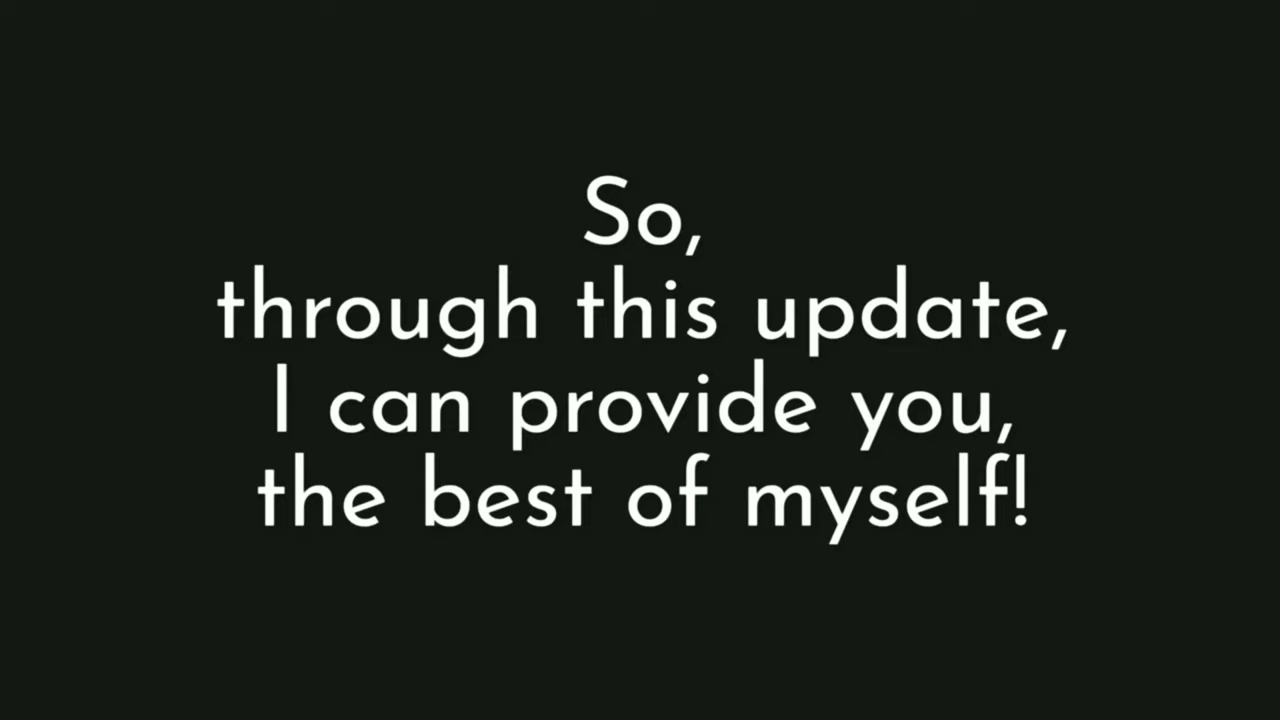 So,
through this update,
I can provide you,
the best of myself!